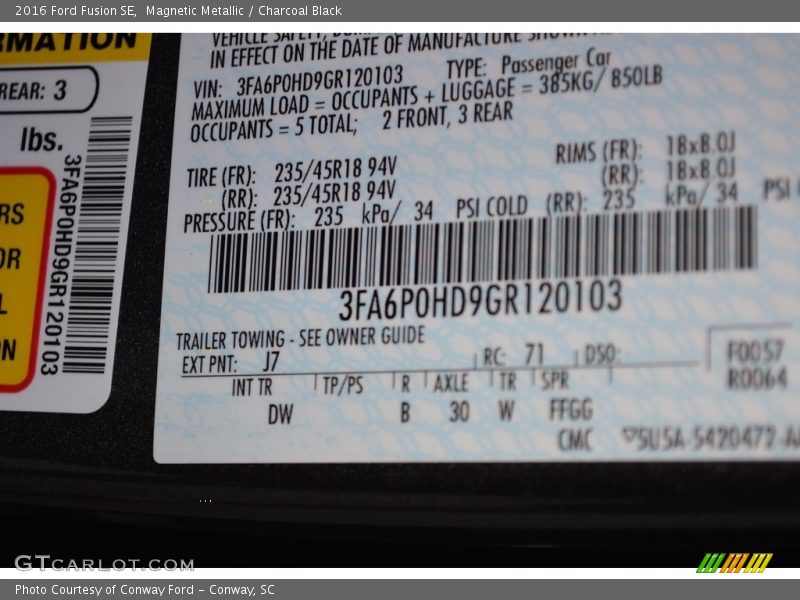 2016 Ford Fusion SE,  Magnetic Metallic / Charcoal Black
RMATION
REAR: 3
lbs.
3FA6P0HD9GR120103
RS
OR
L
ON
IN EFFECT ON THE DATE OF MANUFACTURE SHOWN
VIN: 3FA6P0HD9GR120103 TYPE: Passenger Car
MAXIMUM LOAD = OCCUPANTS + LUGGAGE = 385KG/ 850LB
OCCUPANTS = 5 TOTAL; 2 FRONT, 3 REAR
TIRE (FR): 235/45R18 94V RIMS (FR): 18x8.0J
(RR): 235/45R18 94V (RR): 18x8.0J
PRESSURE (FR): 235 kPa/ 34 PSI COLD (RR): 235 kPa/ 34 PSI
3FA6P0HD9GR120103
TRAILER TOWING - SEE OWNER GUIDE
EXT PNT: J7 RC: 71 DSO: F0057
R0064
INT TR TP/PS R AXLE TR SPR
DW B 30 W FFGG
CMC 5U5A-5420472-A
GTCARLOT.COM
Photo Courtesy of Conway Ford - Conway, SC